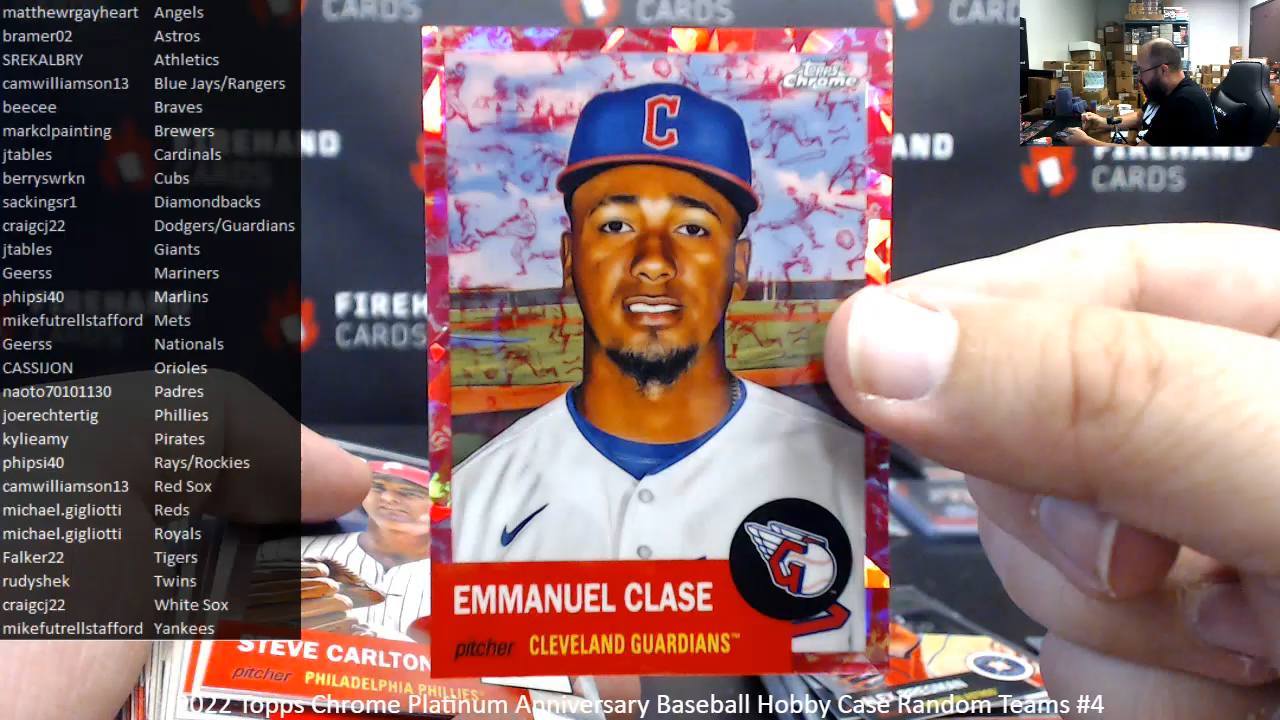 matthewrgayheart Angels
bramer02 Astros
SREKALBRY Athletics
camwilliamson13 Blue Jays/Rangers
beecee Braves
markclpainting Brewers
jtables Cardinals
berryswrkn Cubs
sackingsr1 Diamondbacks
craigcj22 Dodgers/Guardians
jtables Giants
Geerss Mariners
phipsi40 Marlins
mikefutrellstafford Mets
Geerss Nationals
CASSIJON Orioles
naoto70101130 Padres
joerechtertig Phillies
kylieamy Pirates
phipsi40 Rays/Rockies
camwilliamson13 Red Sox
michael.gigliotti Reds
michael.gigliotti Royals
Falker22 Tigers
rudyshek Twins
craigcj22 White Sox
mikefutrellstafford Yankees
CARDS
CARDS
FIREHAND
CARDS
FIREHAND
CARDS
Topps
Chrome
C
EMMANUEL CLASE
pitcher CLEVELAND GUARDIANS™
STEVE CARLTON
pitcher PHILADELPHIA PHILLIES™
2022 Topps Chrome Platinum Anniversary Baseball Hobby Case Random Teams #4